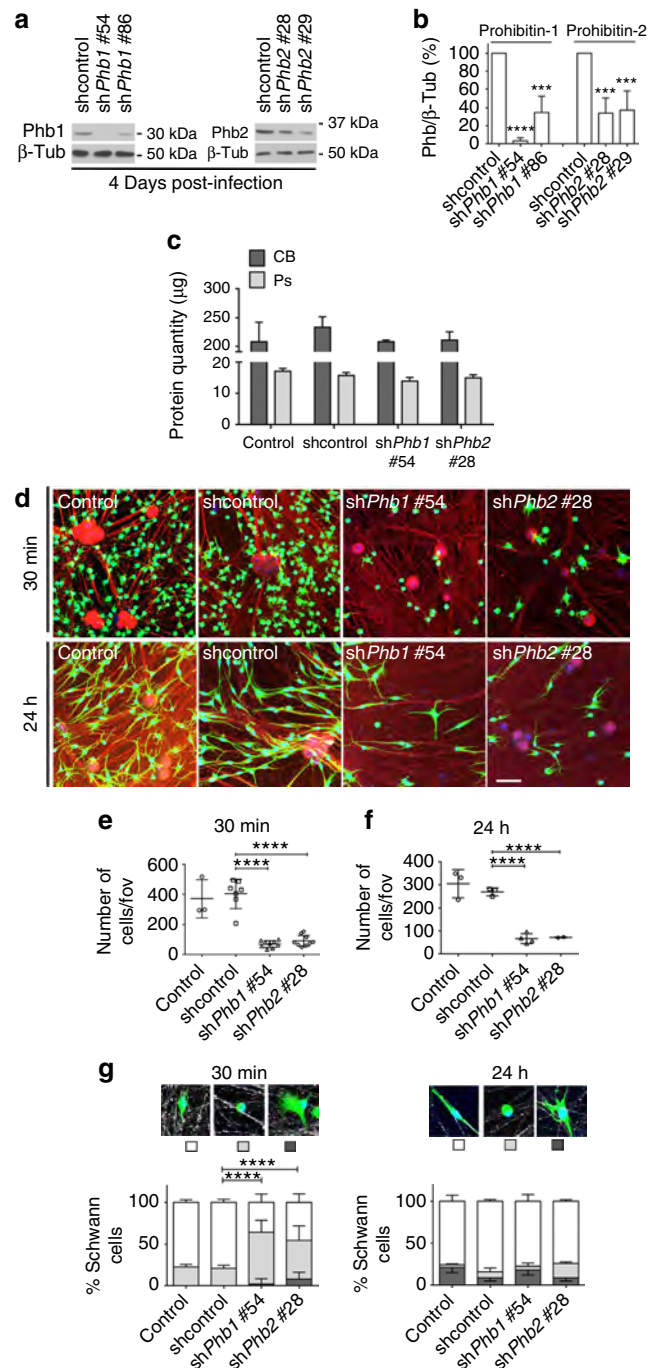 a
shcontrol
shPhb1 #54
shPhb1 #86
Phb1
- 30 kDa
β-Tub
- 50 kDa
shcontrol
shPhb2 #28
shPhb2 #29
- 37 kDa
Phb2
β-Tub
- 50 kDa
4 Days post-infection
b
Prohibitin-1
Prohibitin-2
Phb/β-Tub (%)
100
80
60
40
20
0
****
***
***
***
shcontrol
shPhb1 #54
shPhb1 #86
shcontrol
shPhb2 #28
shPhb2 #29
c
CB
Ps
Protein quantity (µg)
300
250
200
20
10
0
Control
shcontrol
shPhb1 #54
shPhb2 #28
d
30 min
Control
shcontrol
shPhb1 #54
shPhb2 #28
24 h
Control
shcontrol
shPhb1 #54
shPhb2 #28
e
30 min
****
****
Number of cells/fov
600
400
200
0
Control
shcontrol
shPhb1 #54
shPhb2 #28
f
24 h
****
****
Number of cells/fov
400
300
200
100
0
Control
shcontrol
shPhb1 #54
shPhb2 #28
g
30 min
****
****
% Schwann cells
100
50
0
Control
shcontrol
shPhb1 #54
shPhb2 #28
24 h
% Schwann cells
100
50
0
Control
shcontrol
shPhb1 #54
shPhb2 #28